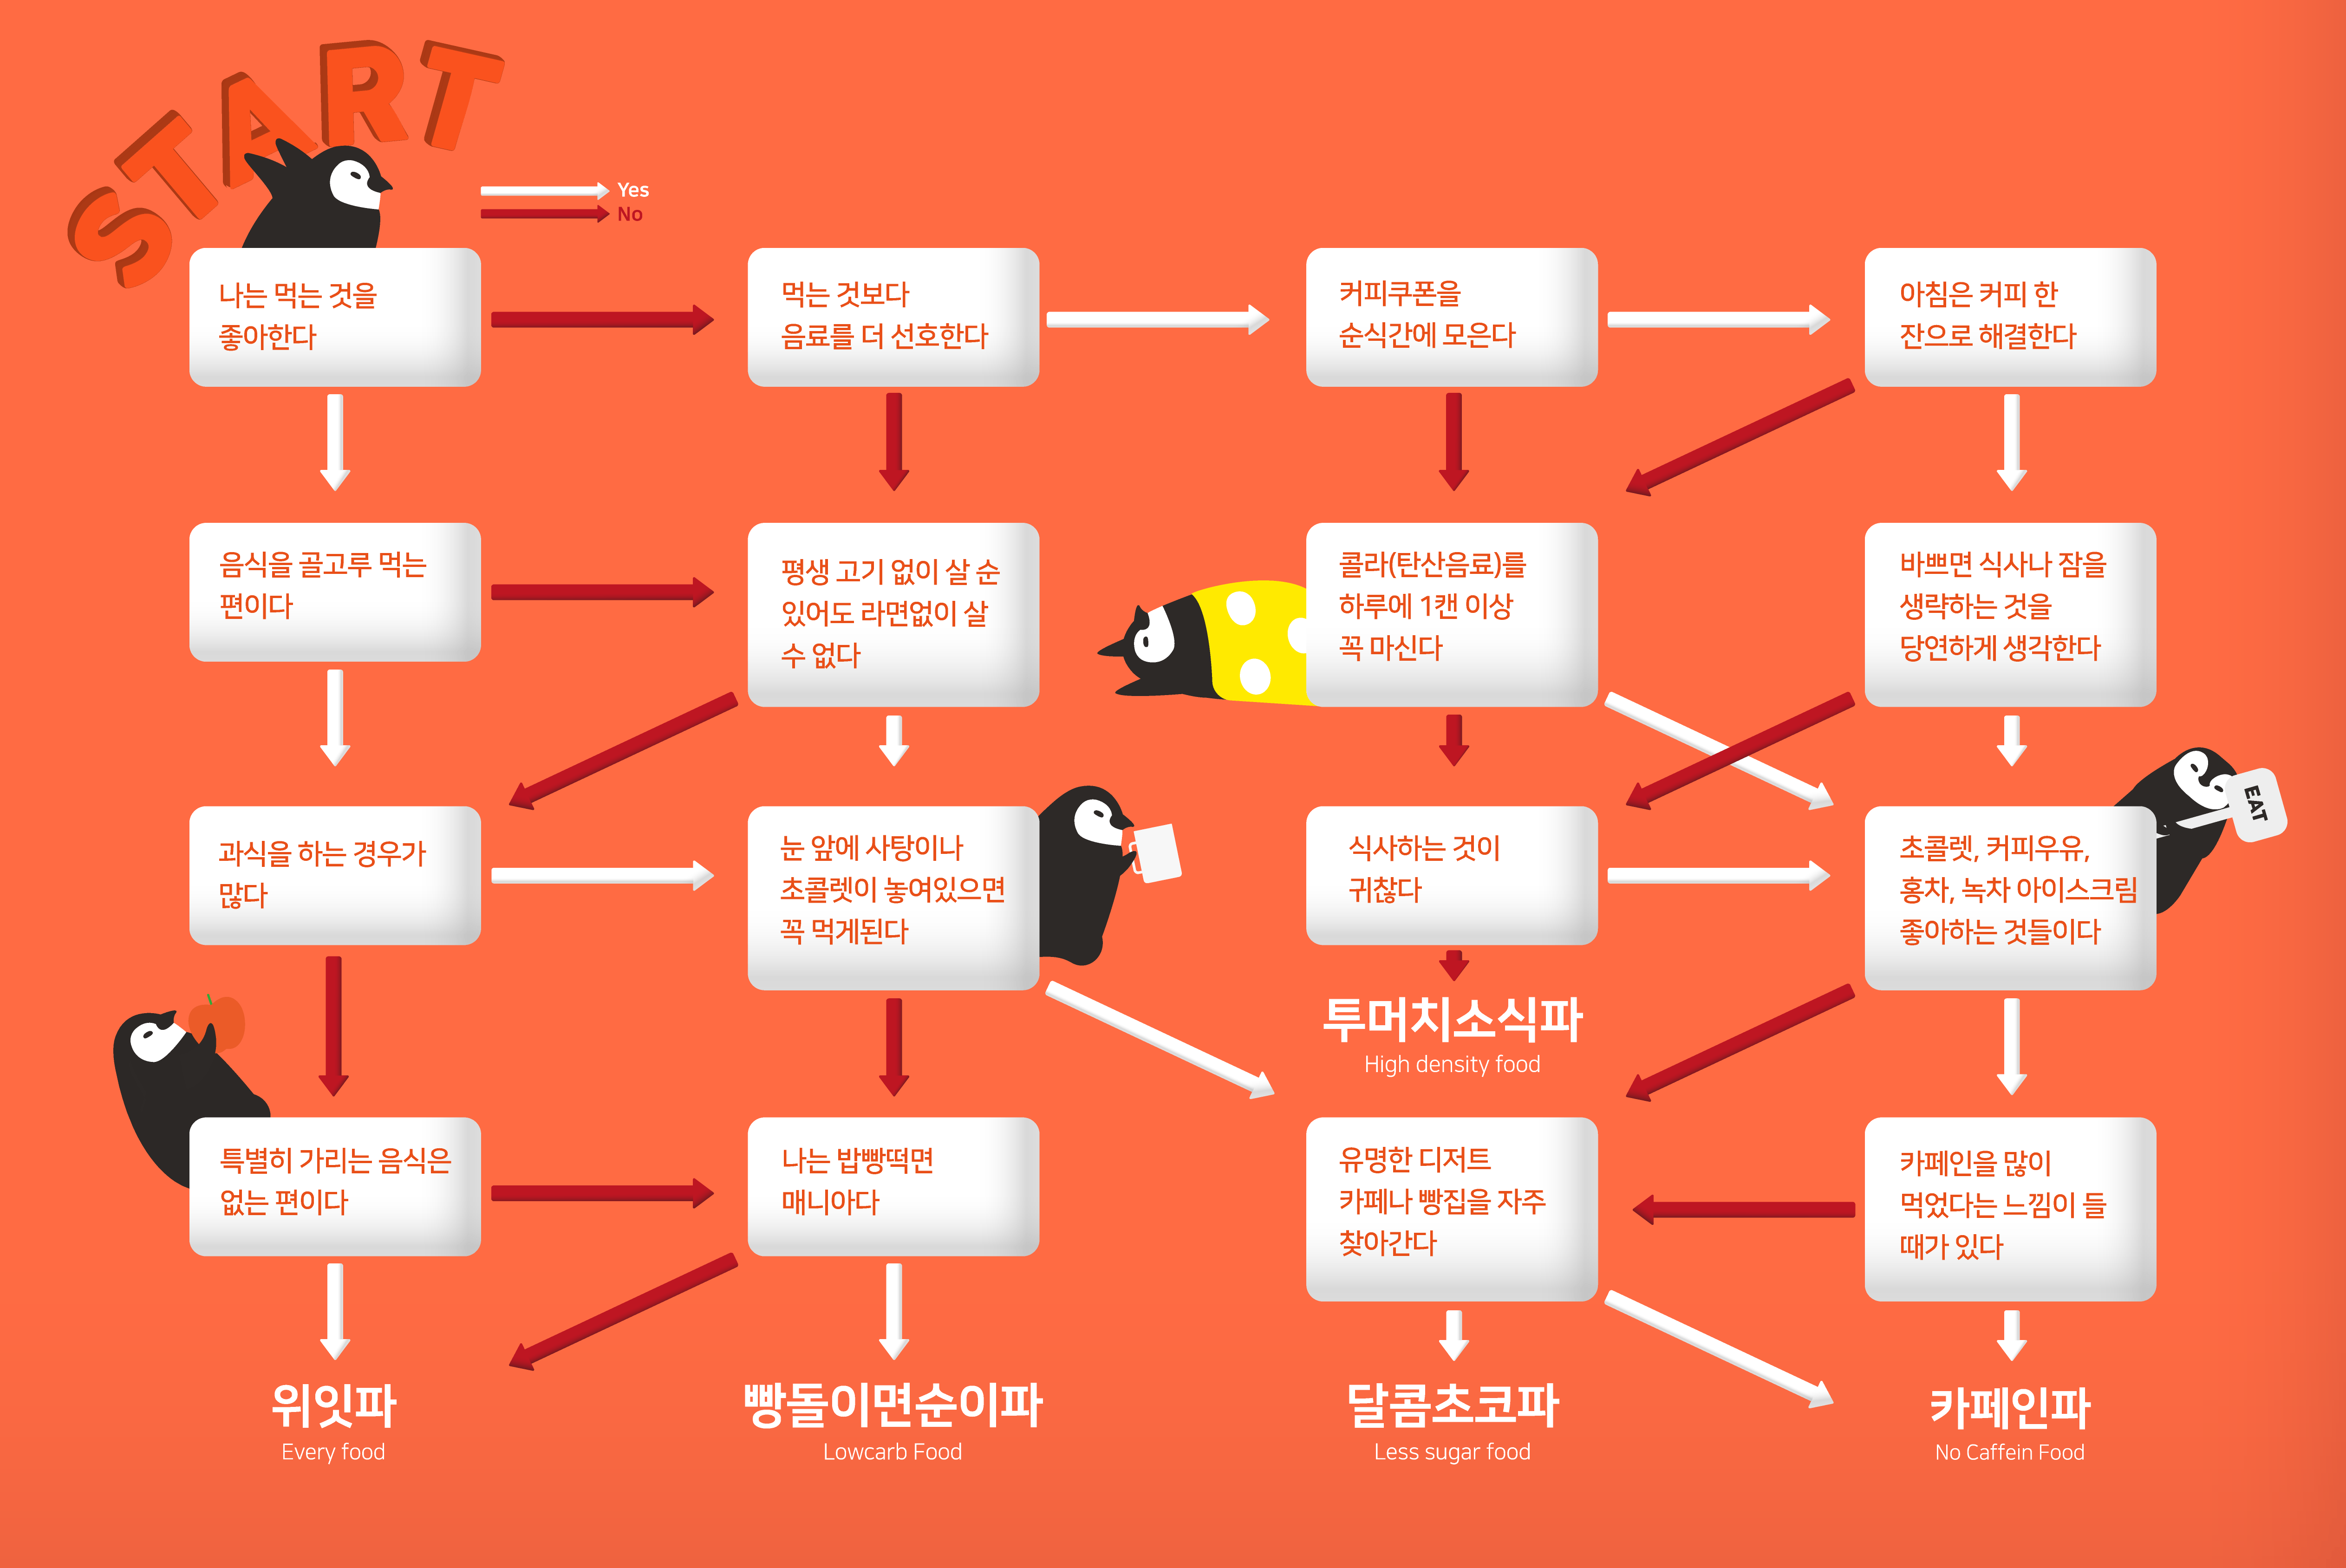 START
Yes
No
나는 먹는 것을
좋아한다
먹는 것보다
음료를 더 선호한다
커피쿠폰을
순식간에 모은다
아침은 커피 한
잔으로 해결한다
음식을 골고루 먹는
편이다
평생 고기 없이 살 순
있어도 라면없이 살
수 없다
콜라(탄산음료)를
하루에 1캔 이상
꼭 마신다
바쁘면 식사나 잠을
생략하는 것을
당연하게 생각한다
과식을 하는 경우가
많다
눈 앞에 사탕이나
초콜렛이 놓여있으면
꼭 먹게된다
식사하는 것이
귀찮다
초콜렛, 커피우유,
홍차, 녹차 아이스크림
좋아하는 것들이다
EAT
투머치소식파
High density food
특별히 가리는 음식은
없는 편이다
나는 밥빵떡면
매니아다
유명한 디저트
카페나 빵집을 자주
찾아간다
카페인을 많이
먹었다는 느낌이 들
때가 있다
위잇파
Every food
빵돌이면순이파
Lowcarb Food
달콤초코파
Less sugar food
카페인파
No Caffein Food